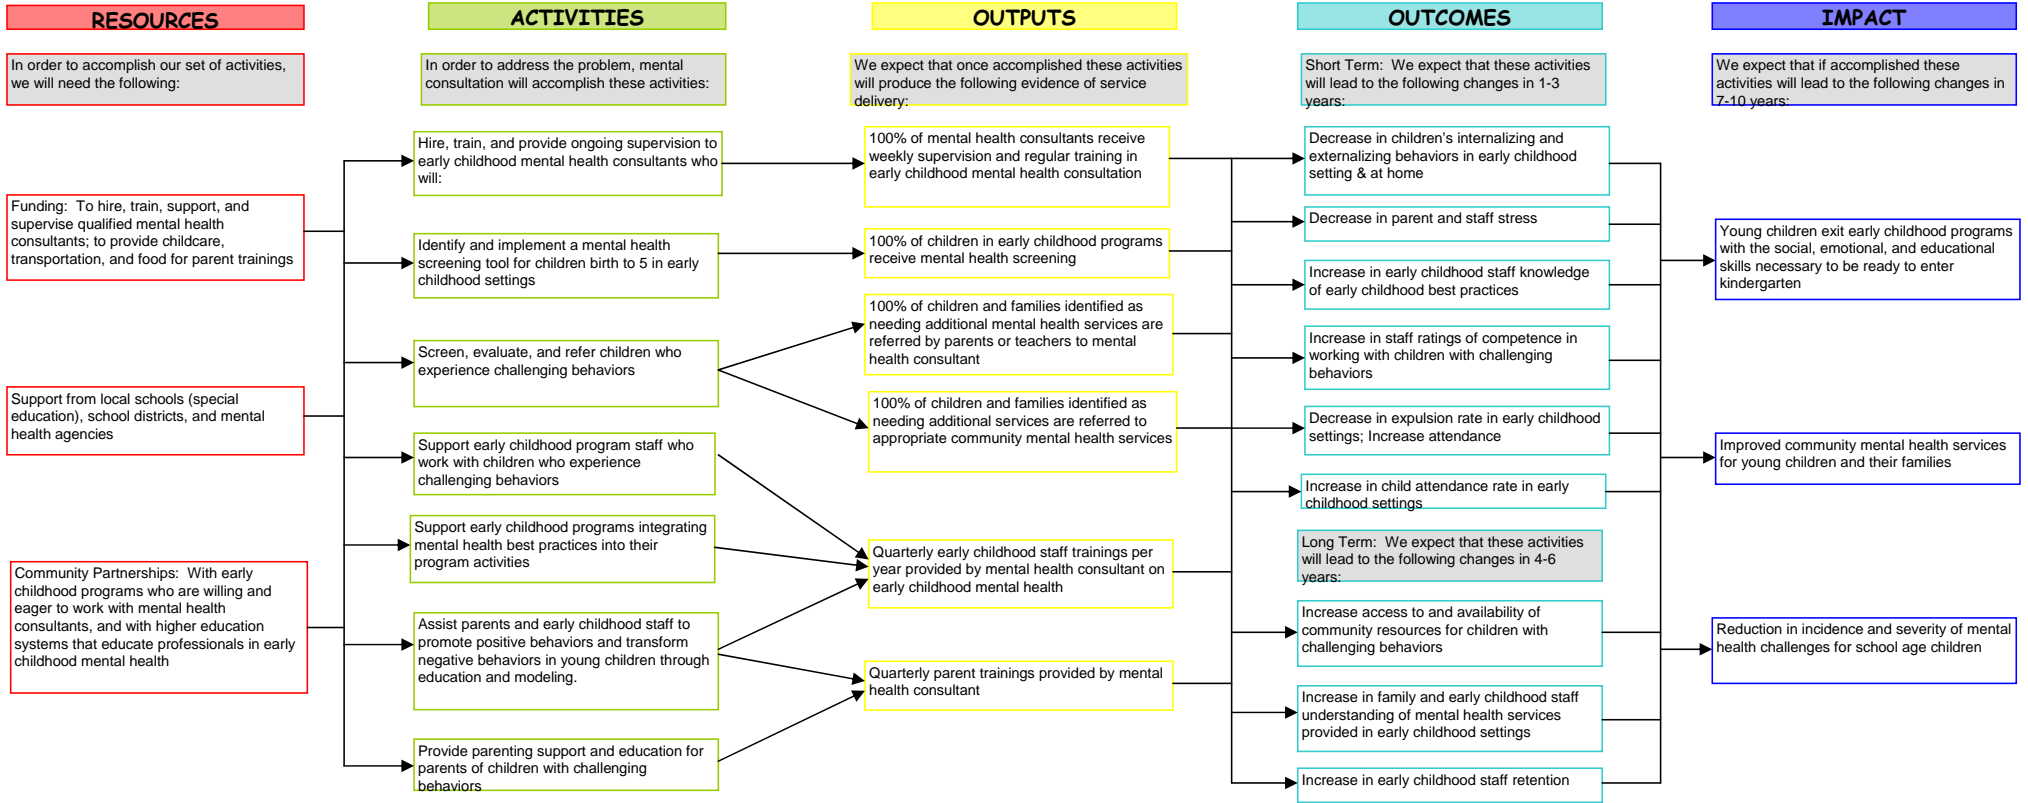 RESOURCES
In order to accomplish our set of activities,
we will need the following:
Funding:  To hire, train, support, and
supervise qualified mental health
consultants; to provide childcare,
transportation, and food for parent trainings
Support from local schools (special
education), school districts, and mental
health agencies
Community Partnerships:  With early
childhood programs who are willing and
eager to work with mental health
consultants, and with higher education
systems that educate professionals in early
childhood mental health
ACTIVITIES
In order to address the problem, mental
consultation will accomplish these activities:
Hire, train, and provide ongoing supervision to
early childhood mental health consultants who
will:
Identify and implement a mental health
screening tool for children birth to 5 in early
childhood settings
Screen, evaluate, and refer children who
experience challenging behaviors
Support early childhood program staff who
work with children who experience
challenging behaviors
Support early childhood programs integrating
mental health best practices into their
program activities
Assist parents and early childhood staff to
promote positive behaviors and transform
negative behaviors in young children through
education and modeling.
Provide parenting support and education for
parents of children with challenging
behaviors
OUTPUTS
We expect that once accomplished these activities
will produce the following evidence of service
delivery:
100% of mental health consultants receive
weekly supervision and regular training in
early childhood mental health consultation
100% of children in early childhood programs
receive mental health screening
100% of children and families identified as
needing additional mental health services are
referred by parents or teachers to mental
health consultant
100% of children and families identified as
needing additional services are referred to
appropriate community mental health services
Quarterly early childhood staff trainings per
year provided by mental health consultant on
early childhood mental health
Quarterly parent trainings provided by mental
health consultant
OUTCOMES
Short Term:  We expect that these activities
will lead to the following changes in 1-3
years:
Decrease in children’s internalizing and
externalizing behaviors in early childhood
setting & at home
Decrease in parent and staff stress
Increase in early childhood staff knowledge
of early childhood best practices
Increase in staff ratings of competence in
working with children with challenging
behaviors
Decrease in expulsion rate in early childhood
settings; Increase attendance
Increase in child attendance rate in early
childhood settings
Long Term:  We expect that these activities
will lead to the following changes in 4-6
years:
Increase access to and availability of
community resources for children with
challenging behaviors
Increase in family and early childhood staff
understanding of mental health services
provided in early childhood settings
Increase in early childhood staff retention
IMPACT
We expect that if accomplished these
activities will lead to the following changes in
7-10 years:
Young children exit early childhood programs
with the social, emotional, and educational
skills necessary to be ready to enter
kindergarten
Improved community mental health services
for young children and their families
Reduction in incidence and severity of mental
health challenges for school age children